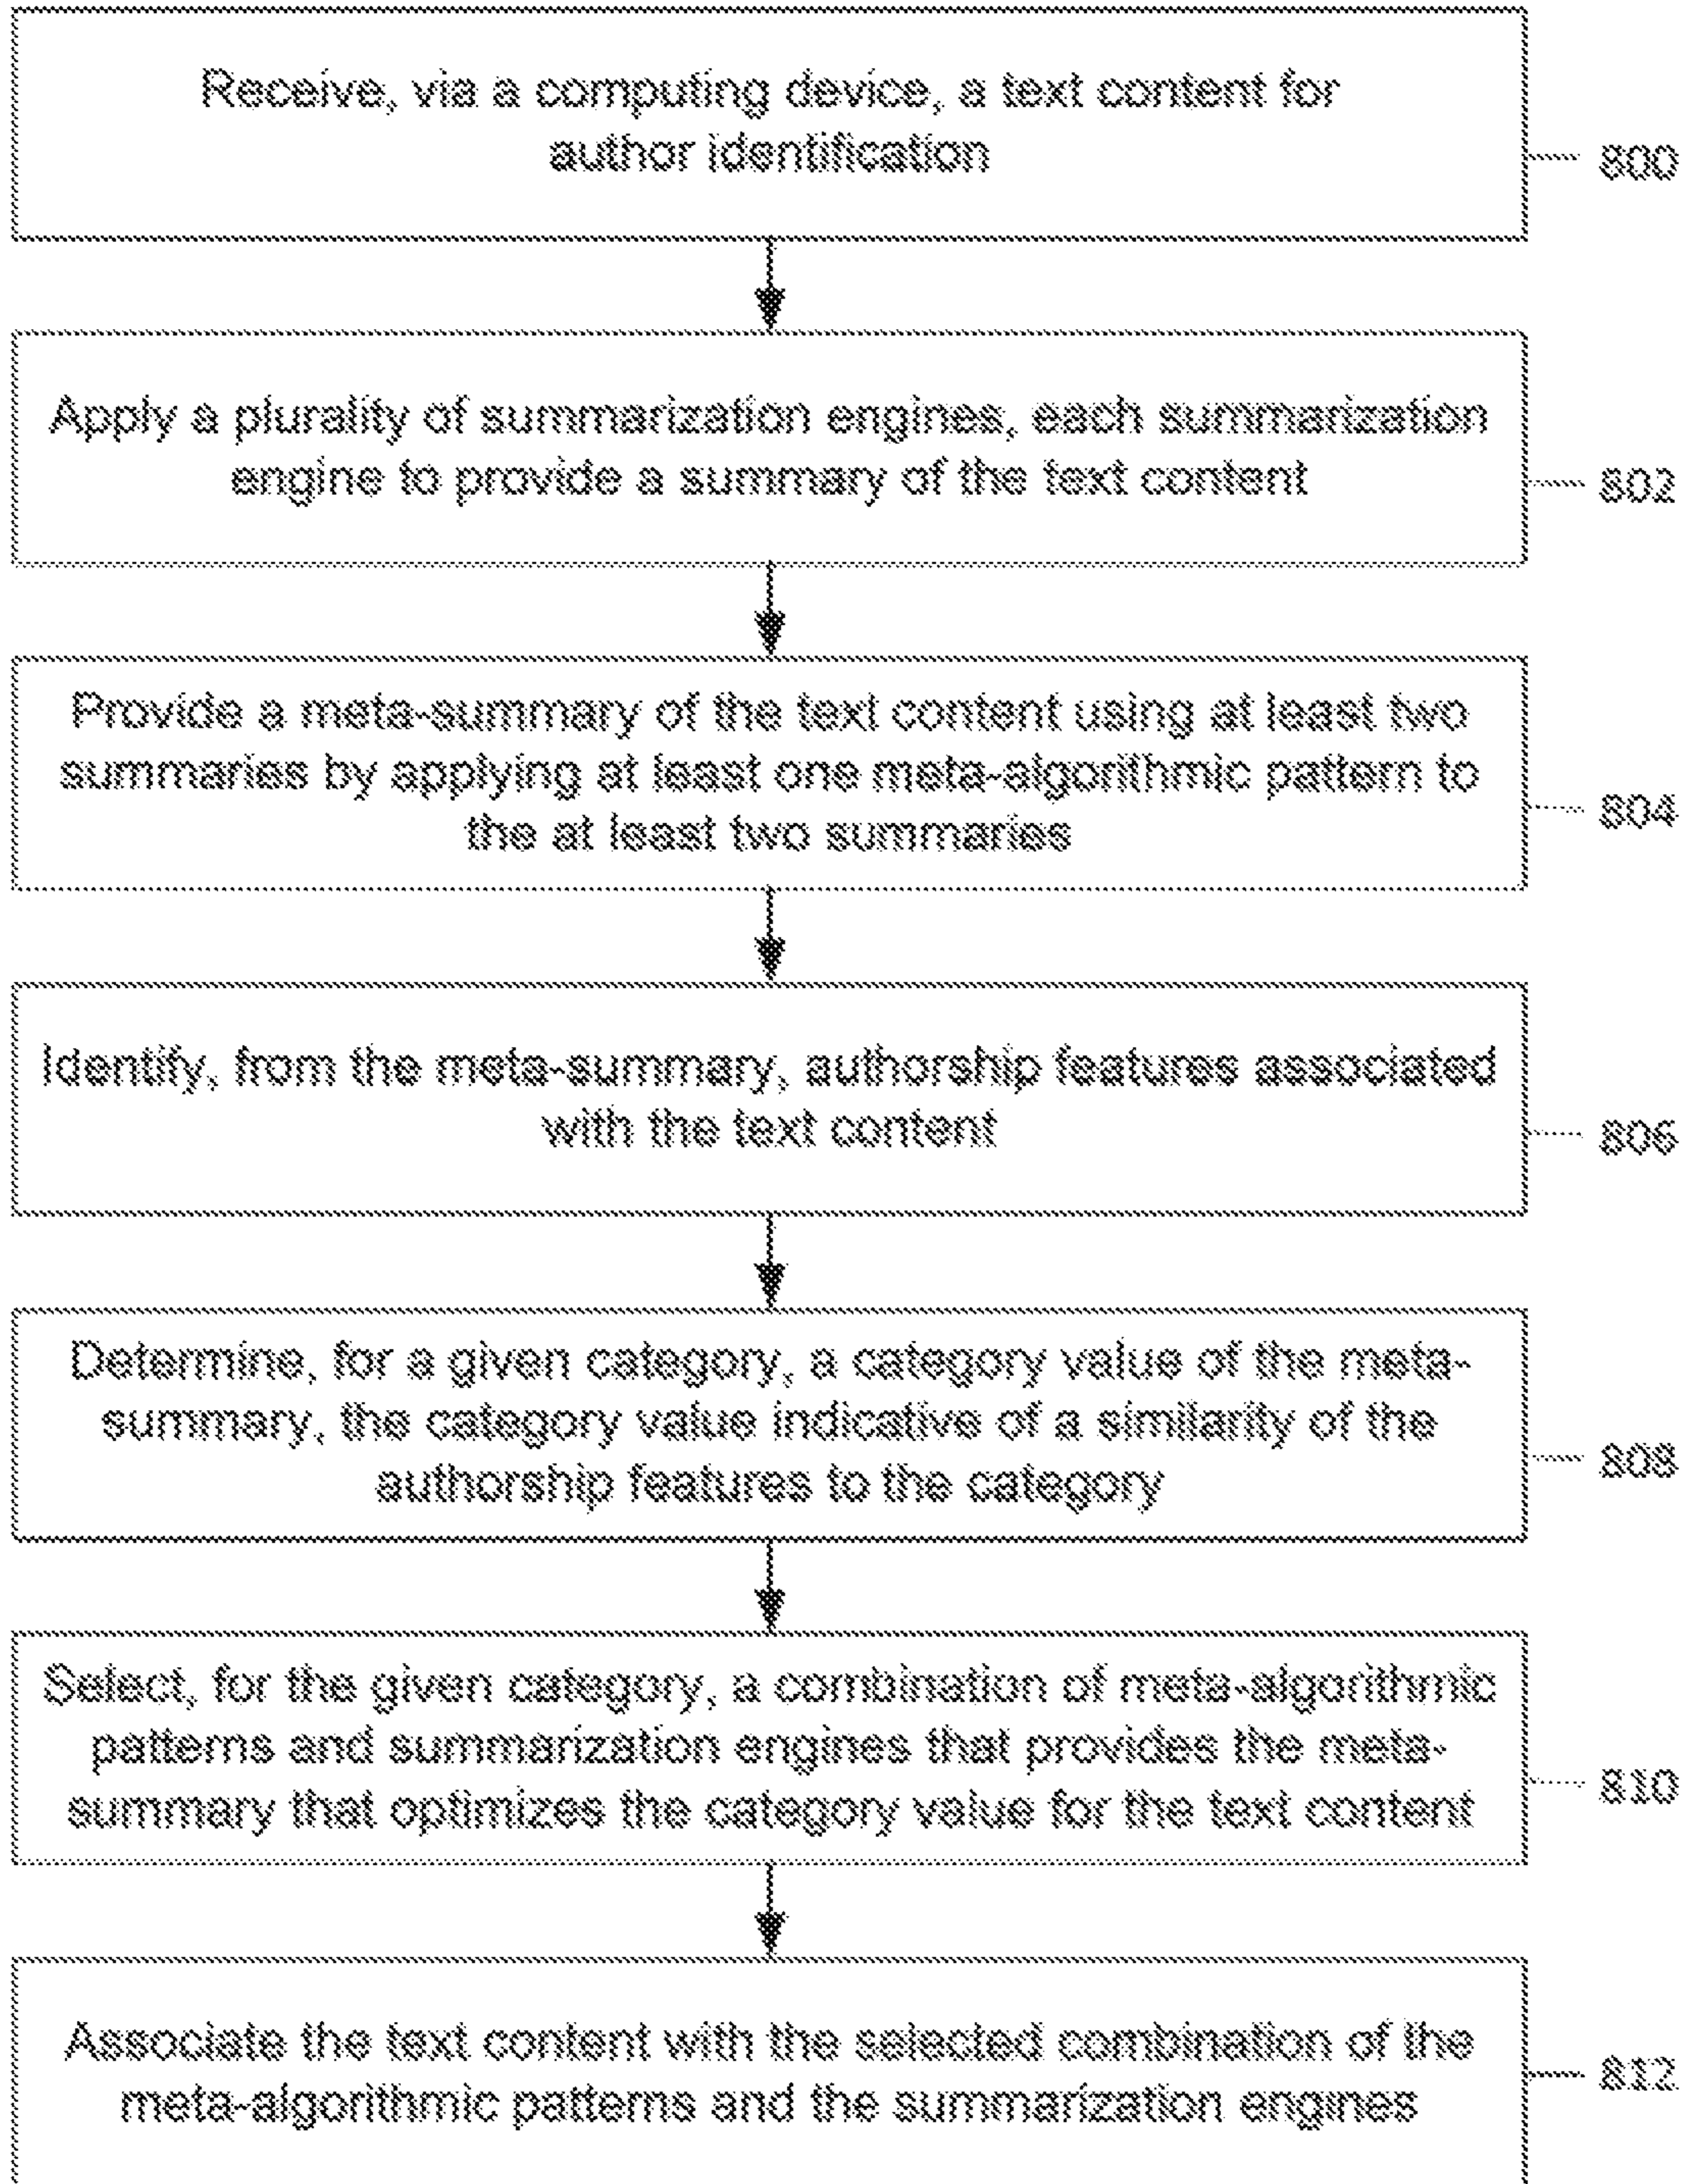 Receive, via a computing device, a text content for
author identification
800
Apply a plurality of summarization engines, each summarization
engine to provide a summary of the text content
802
Provide a meta-summary of the text content using at least two
summaries by applying at least one meta-algorithmic pattern to
the at least two summaries
804
Identify, from the meta-summary, authorship features associated
with the text content
806
Determine, for a given category, a category value of the meta-
summary, the category value indicative of a similarity of the
authorship features to the category
808
Select, for the given category, a combination of meta-algorithmic
patterns and summarization engines that provides the meta-
summary that optimizes the category value for the text content
810
Associate the text content with the selected combination of the
meta-algorithmic patterns and the summarization engines
812